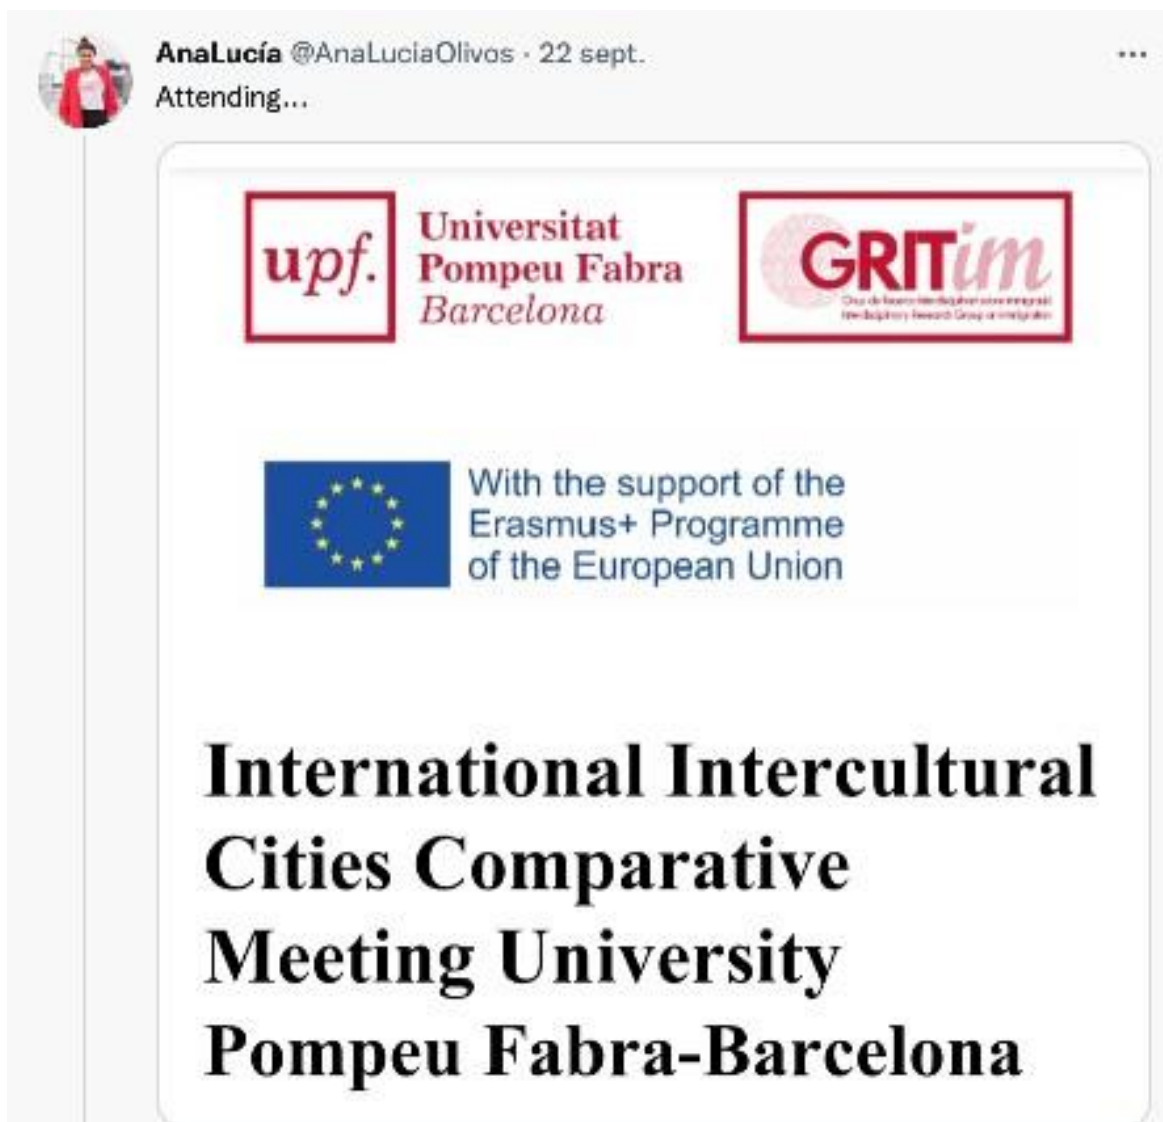 AnaLucía @AnaLuciaOlivos · 22 sept.
Attending...
upf.
Universitat
Pompeu Fabra
Barcelona
GRITim
With the support of the
Erasmus+ Programme
of the European Union
International Intercultural
Cities Comparative
Meeting University
Pompeu Fabra-Barcelona